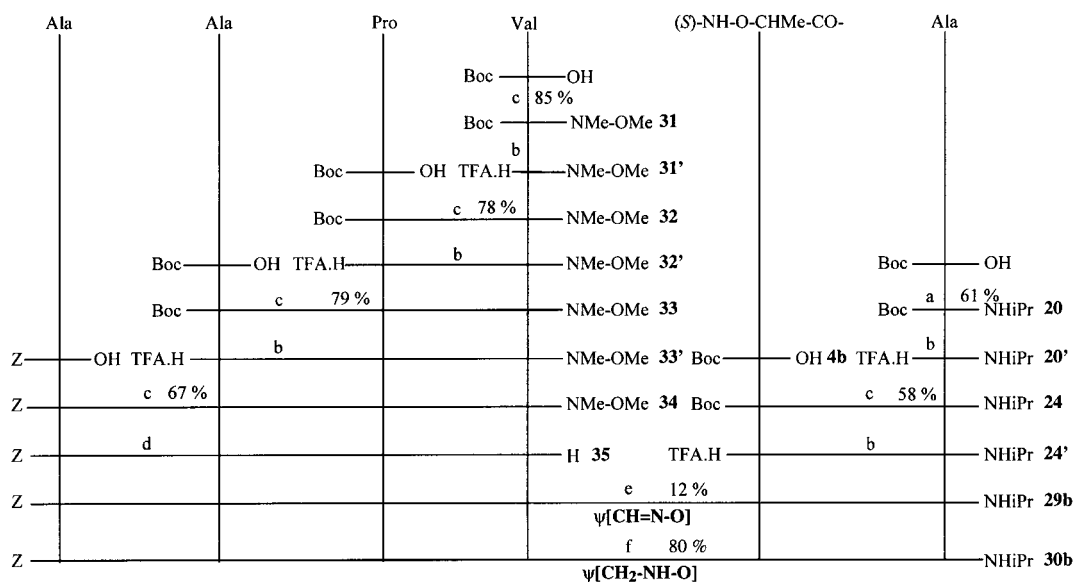 Ala Ala Pro Val (S)-NH-O-CHMe-CO- Ala
Boc OH
c 85 %
Boc NMe-OMe 31
b
Boc OH TFA.H NMe-OMe 31'
c 78 %
Boc NMe-OMe 32
Boc OH TFA.H b NMe-OMe 32' Boc OH
c 79 % a 61 %
Boc NMe-OMe 33 Boc NHiPr 20
Z OH TFA.H b NMe-OMe 33' Boc OH 4b TFA.H b NHiPr 20'
c 67 % c 58 %
Z NMe-OMe 34 Boc NHiPr 24
d b
Z H 35 TFA.H NHiPr 24'
e 12 %
Z NHiPr 29b
ψ[CH=N-O]
f 80 %
Z NHiPr 30b
ψ[CH₂-NH-O]